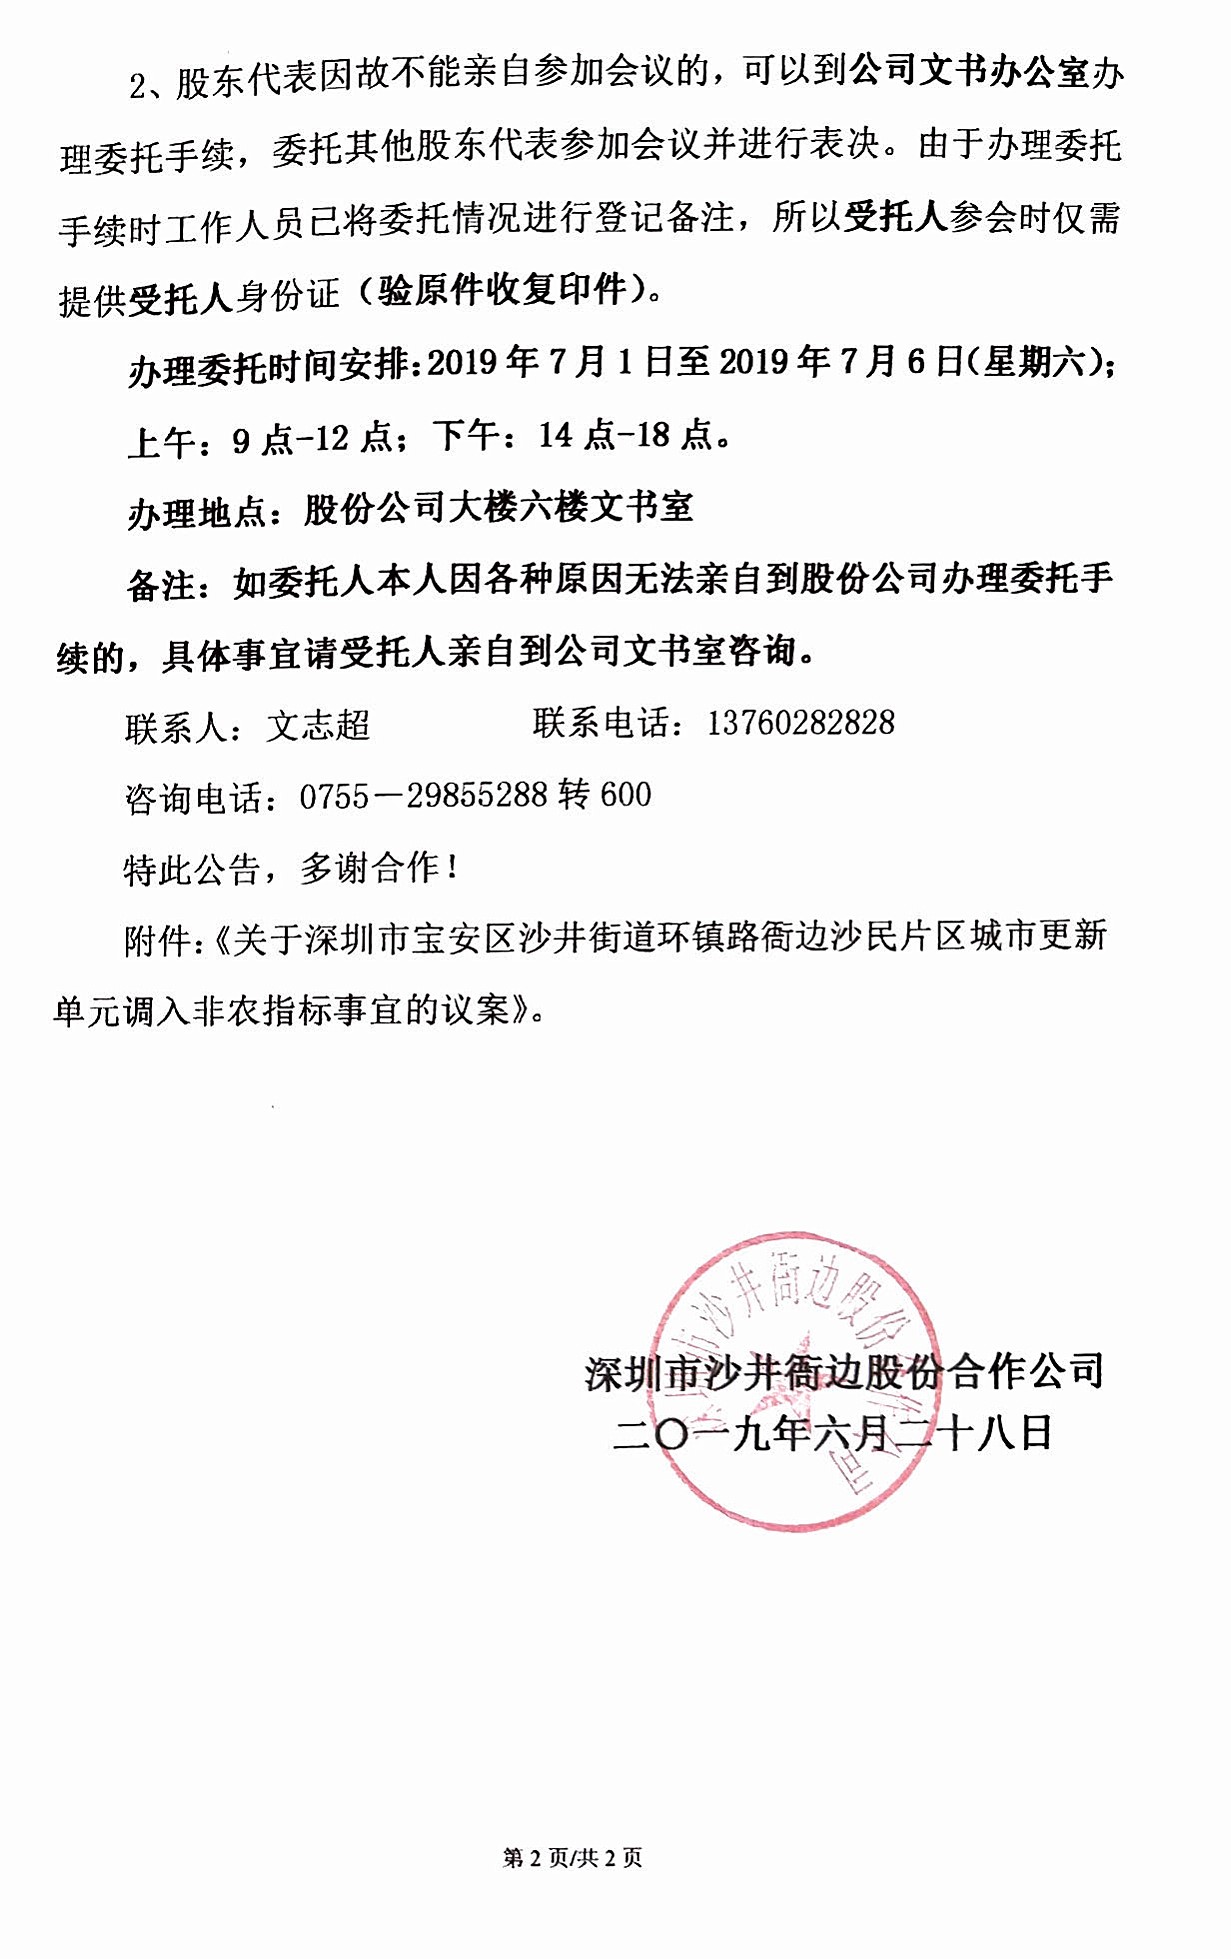 2、股东代表因故不能亲自参加会议的，可以到公司文书办公室办
理委托手续，委托其他股东代表参加会议并进行表决。由于办理委托
手续时工作人员已将委托情况进行登记备注，所以受托人参会时仅需
提供受托人身份证（验原件收复印件）。
办理委托时间安排：2019 年 7 月 1 日至 2019 年 7 月 6 日（星期六）；
上午：9 点-12 点；下午：14 点-18 点。
办理地点：股份公司大楼六楼文书室
备注：如委托人本人因各种原因无法亲自到股份公司办理委托手
续的，具体事宜请受托人亲自到公司文书室咨询。
联系人：文志超 联系电话：13760282828
咨询电话：0755－29855288 转 600
特此公告，多谢合作！
附件：《关于深圳市宝安区沙井街道环镇路衙边沙民片区城市更新
单元调入非农指标事宜的议案》。
深圳市沙井衙边股份合作公司
深圳市沙井衙边股份合作公司
二〇一九年六月二十八日
第 2 页/共 2 页